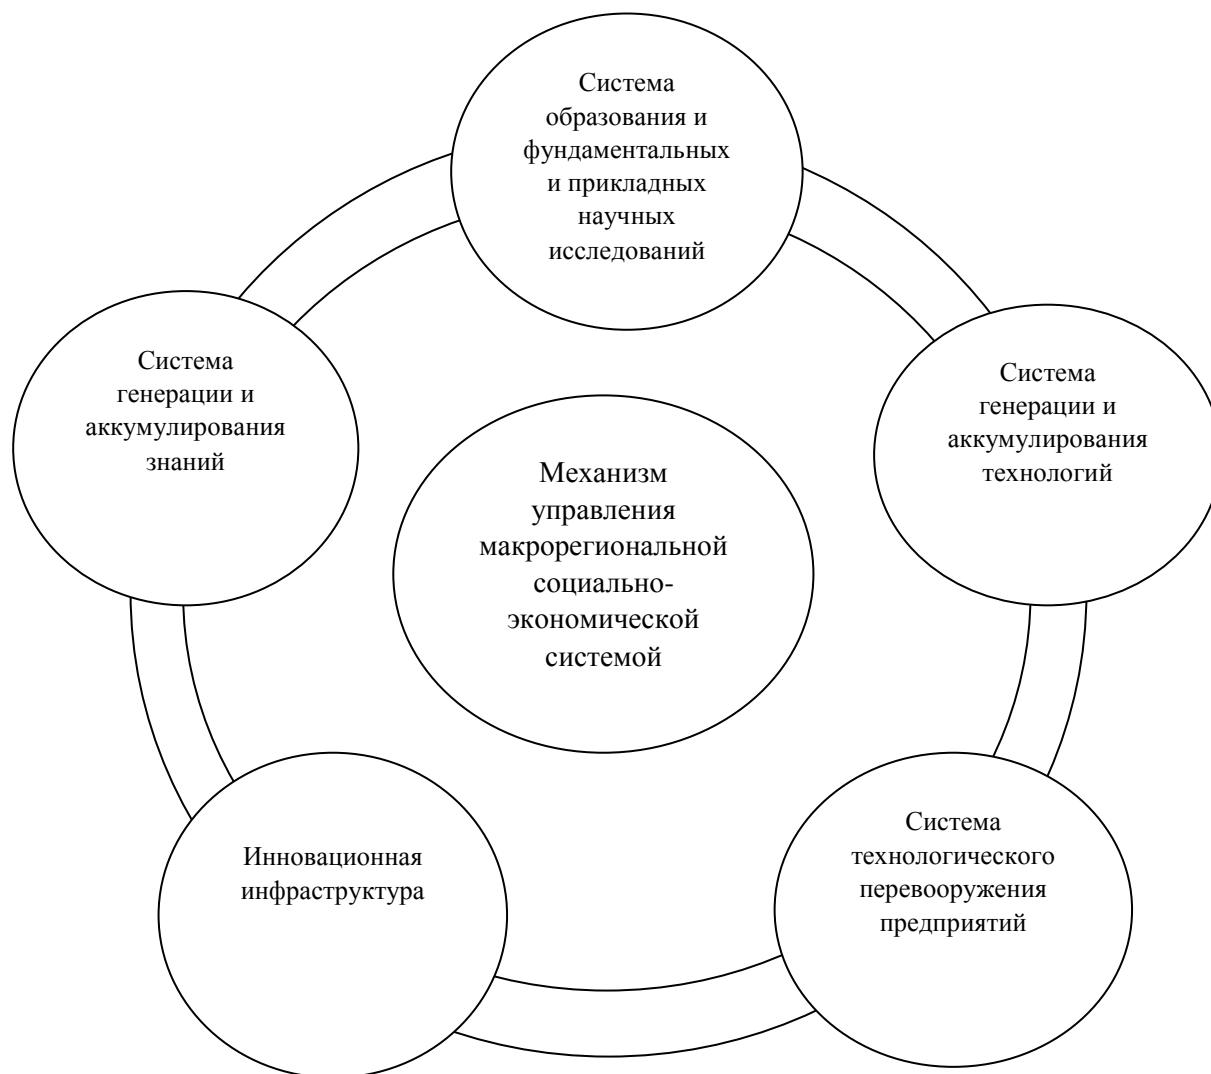 Система
образования и
фундаментальных
и прикладных
научных
исследований
Система
генерации и
аккумулирования
знаний
Система
генерации и
аккумулирования
технологий
Механизм
управления
макрорегиональной
социально-
экономической
системой
Инновационная
инфраструктура
Система
технологического
перевооружения
предприятий